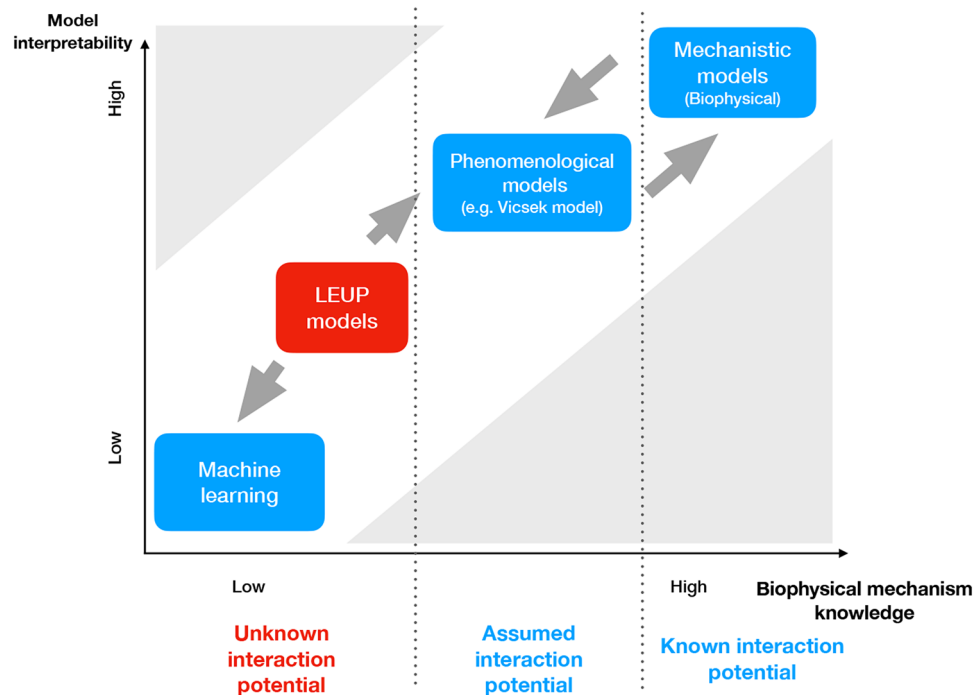 Model
interpretability
High
Low
Mechanistic
models
(Biophysical)
Phenomenological
models
(e.g. Vicsek model)
LEUP
models
Machine
learning
Low
High
Biophysical mechanism
knowledge
Unknown
interaction
potential
Assumed
interaction
potential
Known interaction
potential